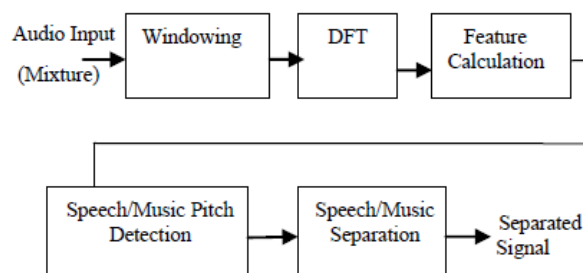 Audio Input
(Mixture)
Windowing
DFT
Feature
Calculation
Speech/Music Pitch
Detection
Speech/Music
Separation
Separated
Signal